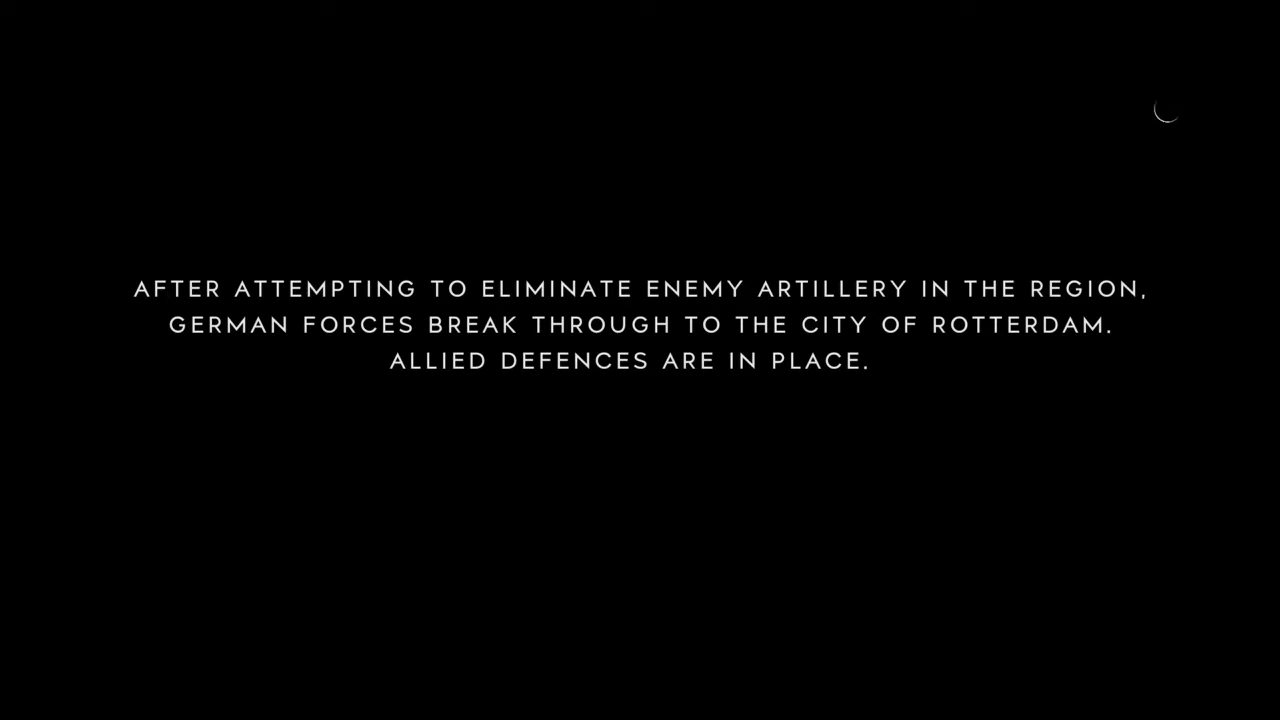 AFTER ATTEMPTING TO ELIMINATE ENEMY ARTILLERY IN THE REGION,
GERMAN FORCES BREAK THROUGH TO THE CITY OF ROTTERDAM.
ALLIED DEFENCES ARE IN PLACE.